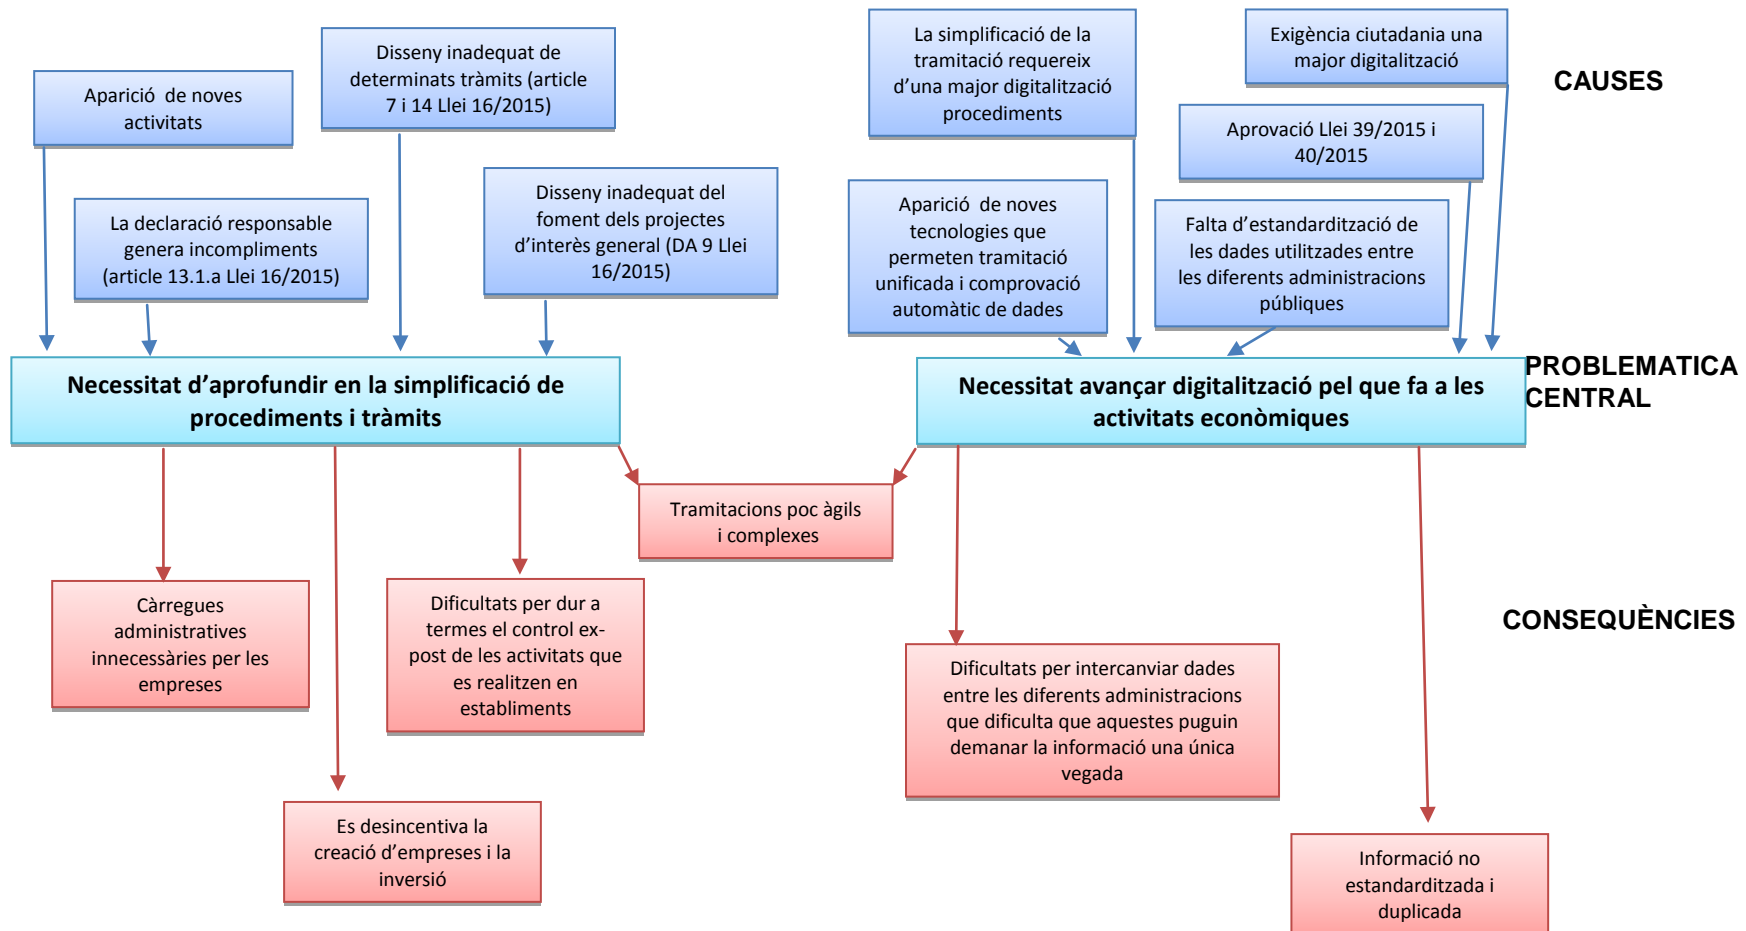 Aparició  de noves
activitats
Disseny inadequat de
determinats tràmits (article
7 i 14 Llei 16/2015)
La declaració responsable
genera incompliments
(article 13.1.a Llei 16/2015)
Disseny inadequat del
foment dels projectes
d’interès general (DA 9 Llei
16/2015)
La simplificació de la
tramitació requereix
d’una major digitalització
procediments
Exigència ciutadania una
major digitalització
CAUSES
Aprovació Llei 39/2015 i
40/2015
Aparició  de noves
tecnologies que
permeten tramitació
unificada i comprovació
automàtic de dades
Falta d’estandardització de
les dades utilitzades entre
les diferents administracions
públiques
Necessitat d’aprofundir en la simplificació de
procediments i tràmits
Necessitat avançar digitalització pel que fa a les
activitats econòmiques
PROBLEMATICA
CENTRAL
Tramitacions poc àgils
i complexes
Càrregues
administratives
innecessàries per les
empreses
Dificultats per dur a
termes el control ex-
post de les activitats que
es realitzen en
establiments
Es desincentiva la
creació d’empreses i la
inversió
Dificultats per intercanviar dades
entre les diferents administracions
que dificulta que aquestes puguin
demanar la informació una única
vegada
CONSEQUÈNCIES
Informació no
estandarditzada i
duplicada